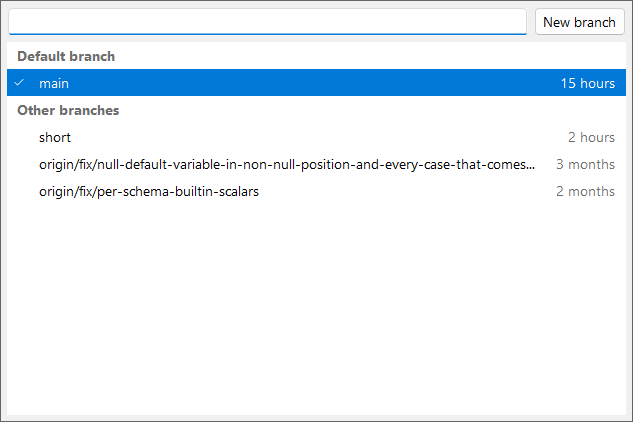 New branch
Default branch
main 15 hours
Other branches
short 2 hours
origin/fix/null-default-variable-in-non-null-position-and-every-case-that-comes... 3 months
origin/fix/per-schema-builtin-scalars 2 months